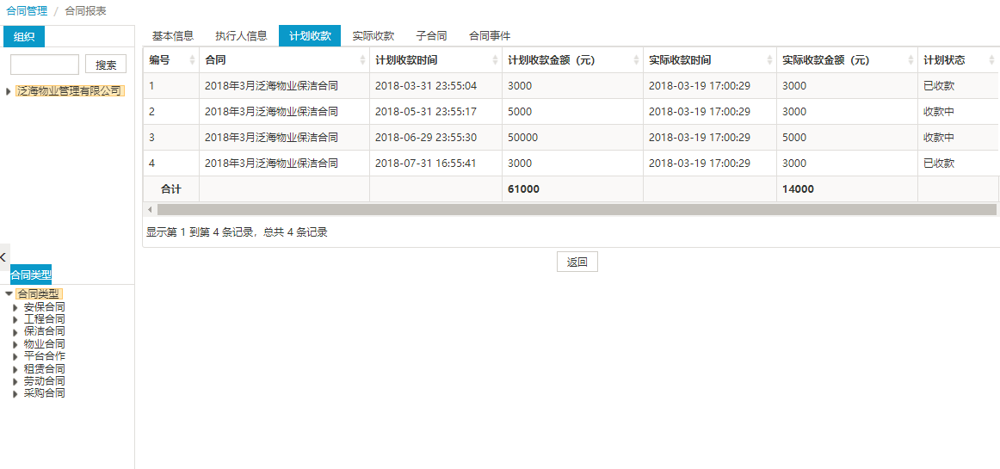 合同管理 / 合同报表
组织
搜索
泛海物业管理有限公司
基本信息 执行人信息 计划收款 实际收款 子合同 合同事件
编号 合同 计划收款时间 计划收款金额（元） 实际收款时间 实际收款金额（元） 计划状态
1 2018年3月泛海物业保洁合同 2018-03-31 23:55:04 3000 2018-03-19 17:00:29 3000 已收款
2 2018年3月泛海物业保洁合同 2018-05-31 23:55:17 5000 2018-03-19 17:00:29 3000 收款中
3 2018年3月泛海物业保洁合同 2018-06-29 23:55:30 50000 2018-03-19 17:00:29 5000 收款中
4 2018年3月泛海物业保洁合同 2018-07-31 16:55:41 3000 2018-03-19 17:00:29 3000 已收款
合计 61000 14000
显示第 1 到第 4 条记录，总共 4 条记录
返回
合同类型
合同类型
安保合同
工程合同
保洁合同
物业合同
平台合作
租赁合同
劳动合同
采购合同